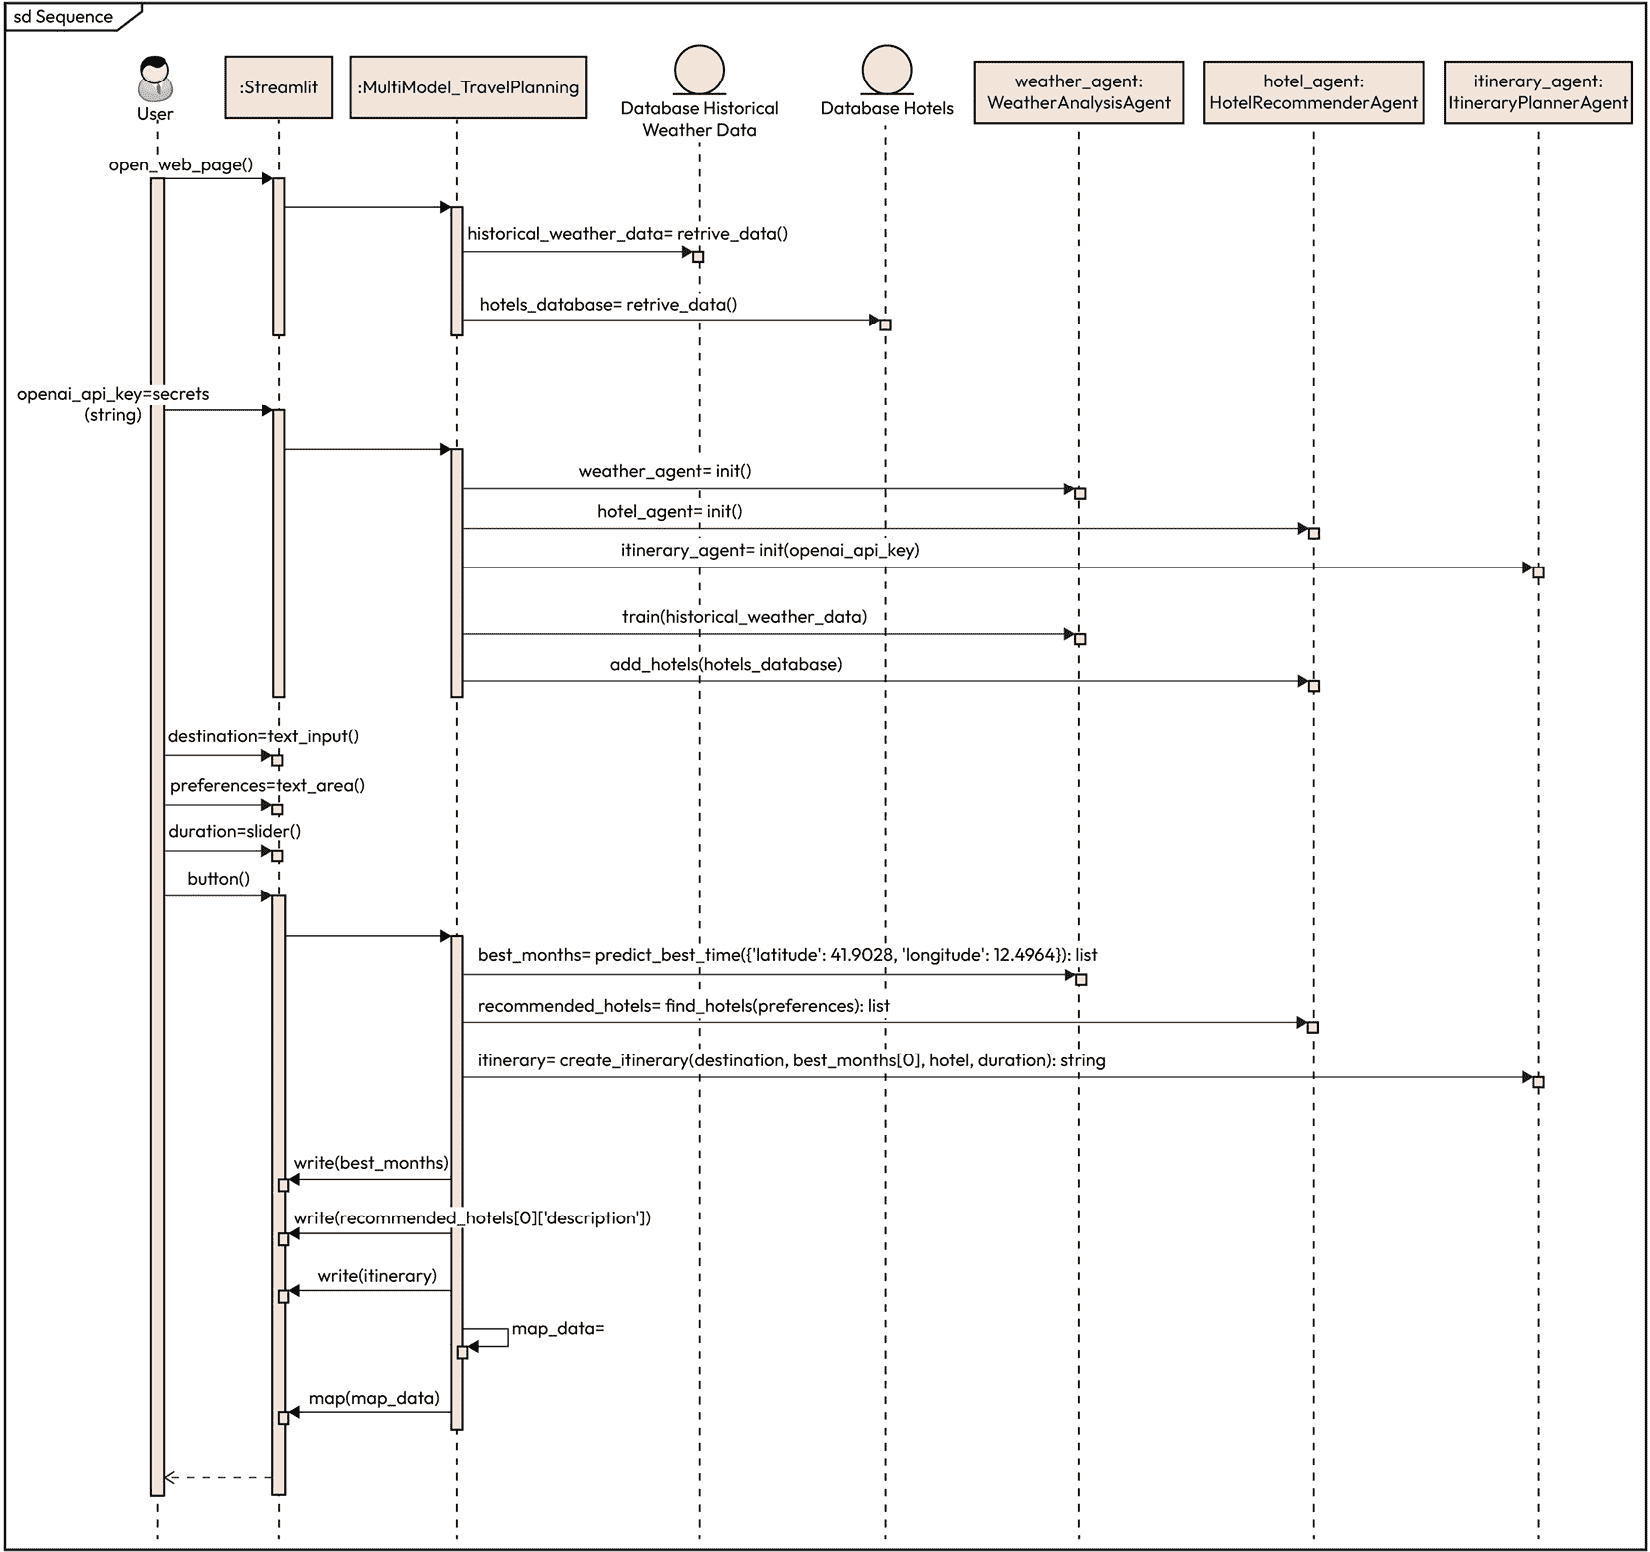 sd Sequence
User
:Streamlit
:MultiModel_TravelPlanning
Database Historical
Weather Data
Database Hotels
weather_agent:
WeatherAnalysisAgent
hotel_agent:
HotelRecommenderAgent
itinerary_agent:
ItineraryPlannerAgent
open_web_page()
historical_weather_data= retrive_data()
hotels_database= retrive_data()
openai_api_key=secrets
(string)
weather_agent= init()
hotel_agent= init()
itinerary_agent= init(openai_api_key)
train(historical_weather_data)
add_hotels(hotels_database)
destination=text_input()
preferences=text_area()
duration=slider()
button()
best_months= predict_best_time({'latitude': 41.9028, 'longitude': 12.4964}): list
recommended_hotels= find_hotels(preferences): list
itinerary= create_itinerary(destination, best_months[0], hotel, duration): string
write(best_months)
write(recommended_hotels[0]['description'])
write(itinerary)
map_data=
map(map_data)